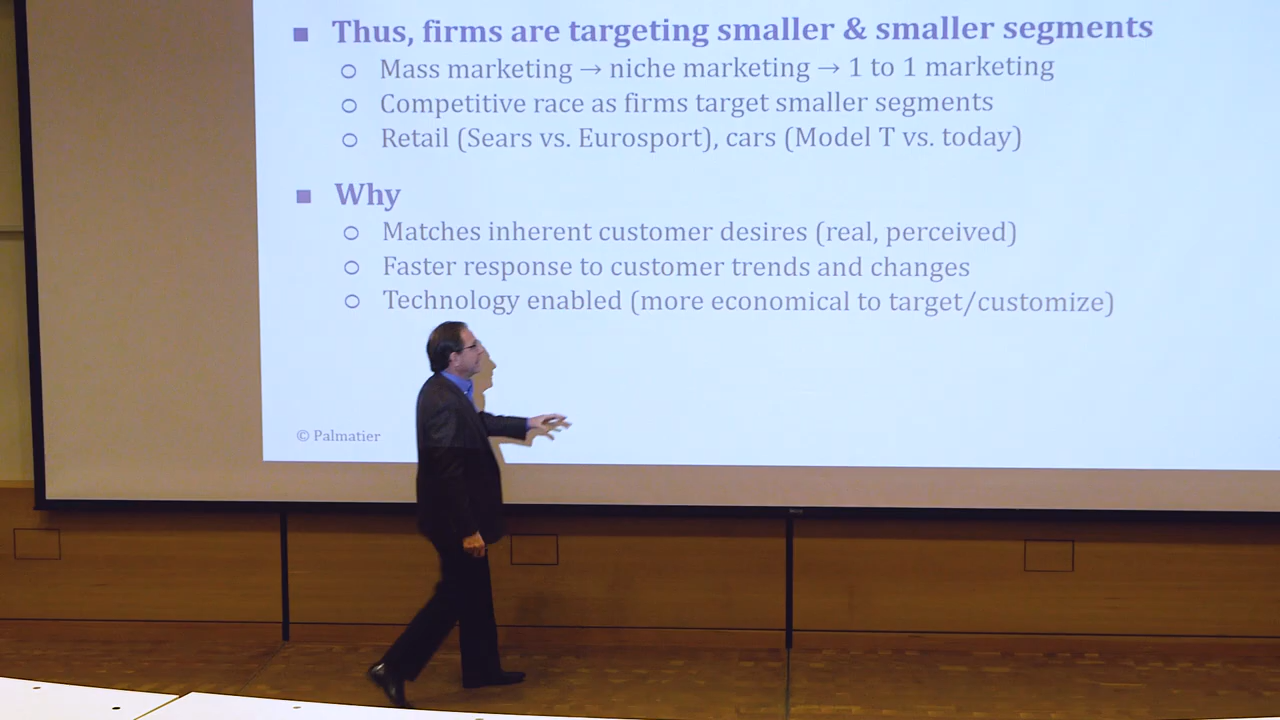 ■ Thus, firms are targeting smaller & smaller segments
○ Mass marketing → niche marketing → 1 to 1 marketing
○ Competitive race as firms target smaller segments
○ Retail (Sears vs. Eurosport), cars (Model T vs. today)
■ Why
○ Matches inherent customer desires (real, perceived)
○ Faster response to customer trends and changes
○ Technology enabled (more economical to target/customize)
© Palmatier